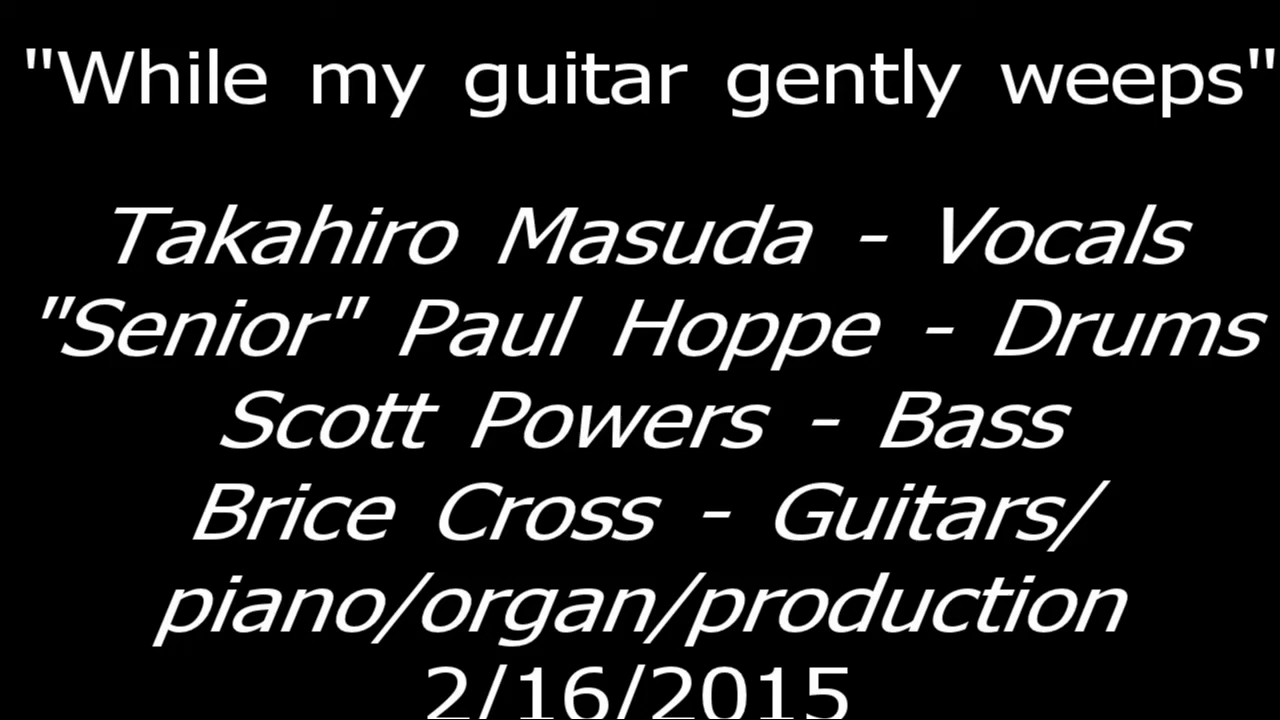 "While my guitar gently weeps"
Takahiro Masuda - Vocals
"Senior" Paul Hoppe - Drums
Scott Powers - Bass
Brice Cross - Guitars/
piano/organ/production
2/16/2015